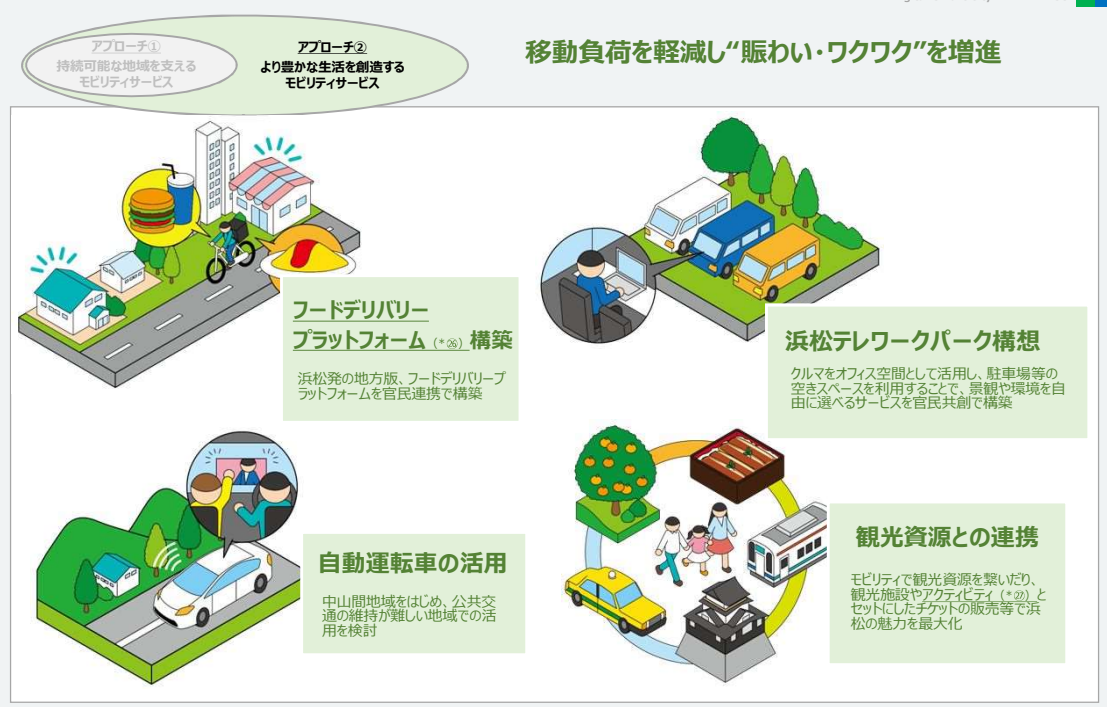 アプローチ①
持続可能な地域を支える
モビリティサービス
アプローチ②
より豊かな生活を創造する
モビリティサービス
移動負荷を軽減し“賑わい・ワクワク”を増進
フードデリバリー
プラットフォーム (*㉖) 構築
浜松発の地方版、フードデリバリープ
ラットフォームを官民連携で構築
浜松テレワークパーク構想
クルマをオフィス空間として活用し、駐車場等の
空きスペースを利用することで、景観や環境を自
由に選べるサービスを官民共創で構築
自動運転車の活用
中山間地域をはじめ、公共交
通の維持が難しい地域での活
用を検討
観光資源との連携
モビリティで観光資源を繋いだり、
観光施設やアクティビティ (*㉗) と
セットにしたチケットの販売等で浜
松の魅力を最大化